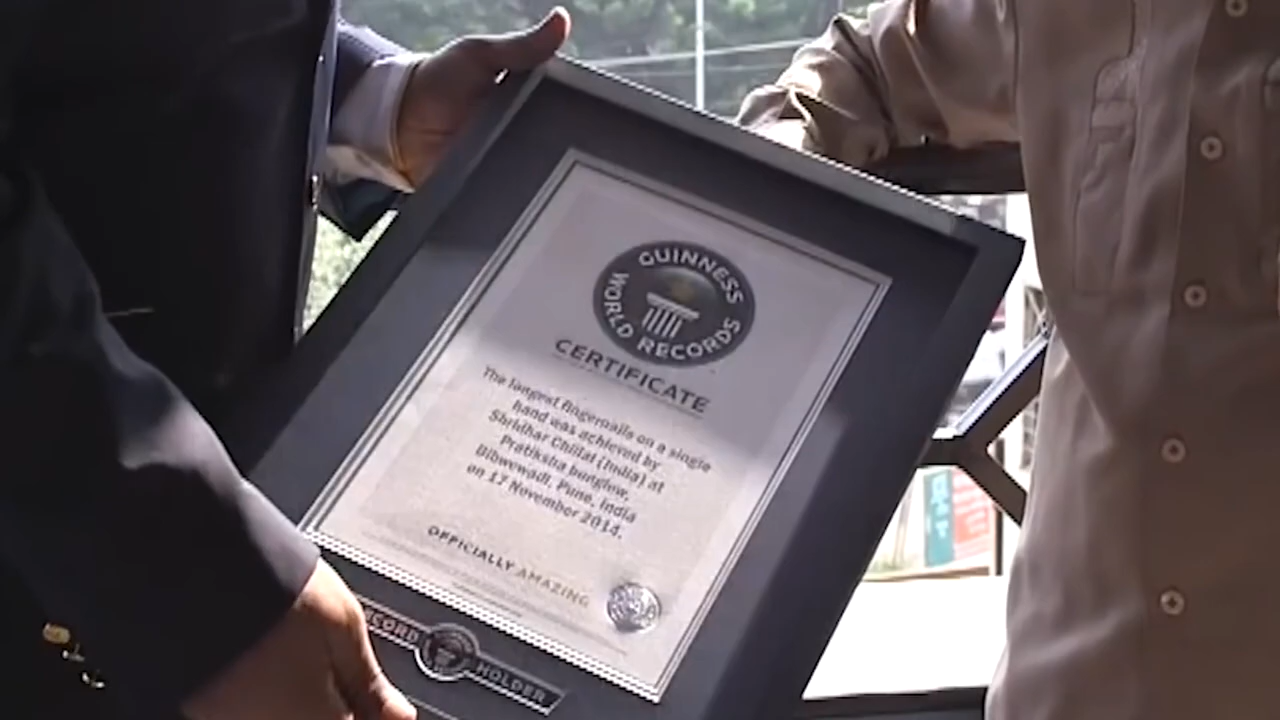 GUINNESS
WORLD RECORDS
CERTIFICATE
The longest fingernails on a single
hand was achieved by
Shridhar Chillal (India) at
Pratiksha bunglow,
Bibwewadi, Pune, India
on 17 November 2014.
OFFICIALLY AMAZING
RECORD HOLDER